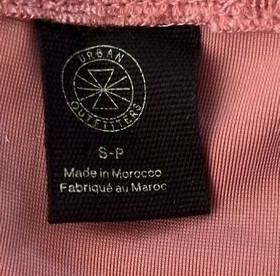 URBAN
OUTFITTERS
S-P
Made in Morocco
Fabriqué au Maroc